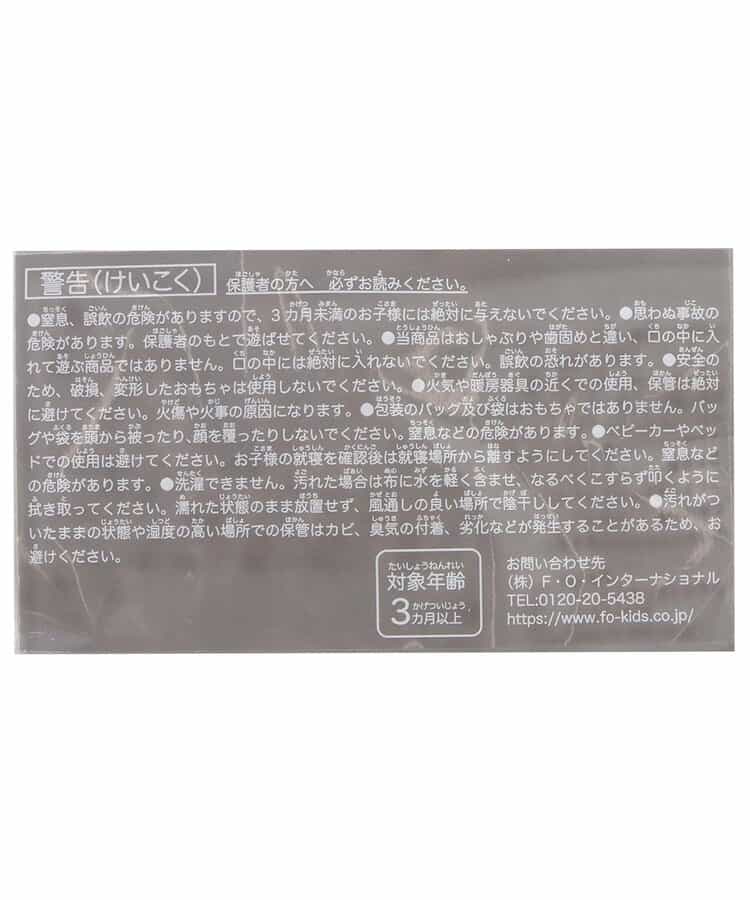 警告(けいこく) 保護者の方へ 必ずお読みください。
●窒息、誤飲の危険がありますので、3カ月未満のお子様には絶対に与えないでください。●思わぬ事故の
危険があります。保護者のもとで遊ばせてください。●当商品はおしゃぶりや歯固めと違い、口の中に入
れて遊ぶ商品ではありません。口の中には絶対に入れないでください。誤飲の恐れがあります。●安全の
ため、破損、変形したおもちゃは使用しないでください。●火気や暖房器具の近くでの使用、保管は絶対
に避けてください。火傷や火事の原因になります。●包装のバッグ及び袋はおもちゃではありません。バッ
グや袋を頭から被ったり、顔を覆ったりしないでください。窒息などの危険があります。●ベビーカーやベッ
ドでの使用は避けてください。お子様の就寝を確認後は就寝場所から離すようにしてください。窒息など
の危険があります。●洗濯できません。汚れた場合は布に水を軽く含ませ、なるべくこすらず叩くように
拭き取ってください。濡れた状態のまま放置せず、風通しの良い場所で陰干ししてください。●汚れがつ
いたままの状態や湿度の高い場所での保管はカビ、臭気の付着、劣化などが発生することがあるため、お
避けください。
対象年齢
3カ月以上
お問い合わせ先
(株)F・O・インターナショナル
TEL:0120-20-5438
https://www.fo-kids.co.jp/